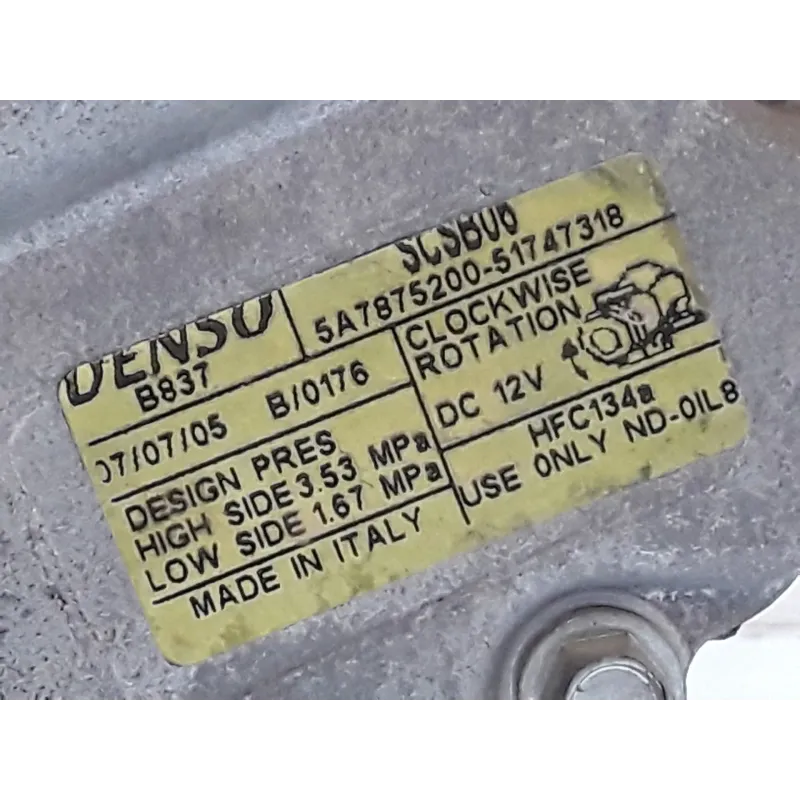 DENSO
B837
SCSB06
5A7875200-51747318
07/07/05 B/0176
CLOCKWISE
ROTATION
DC 12V
DESIGN PRES
HIGH SIDE 3.53 MPa
LOW SIDE 1.67 MPa
HFC134a
USE ONLY ND-OIL8
MADE IN ITALY